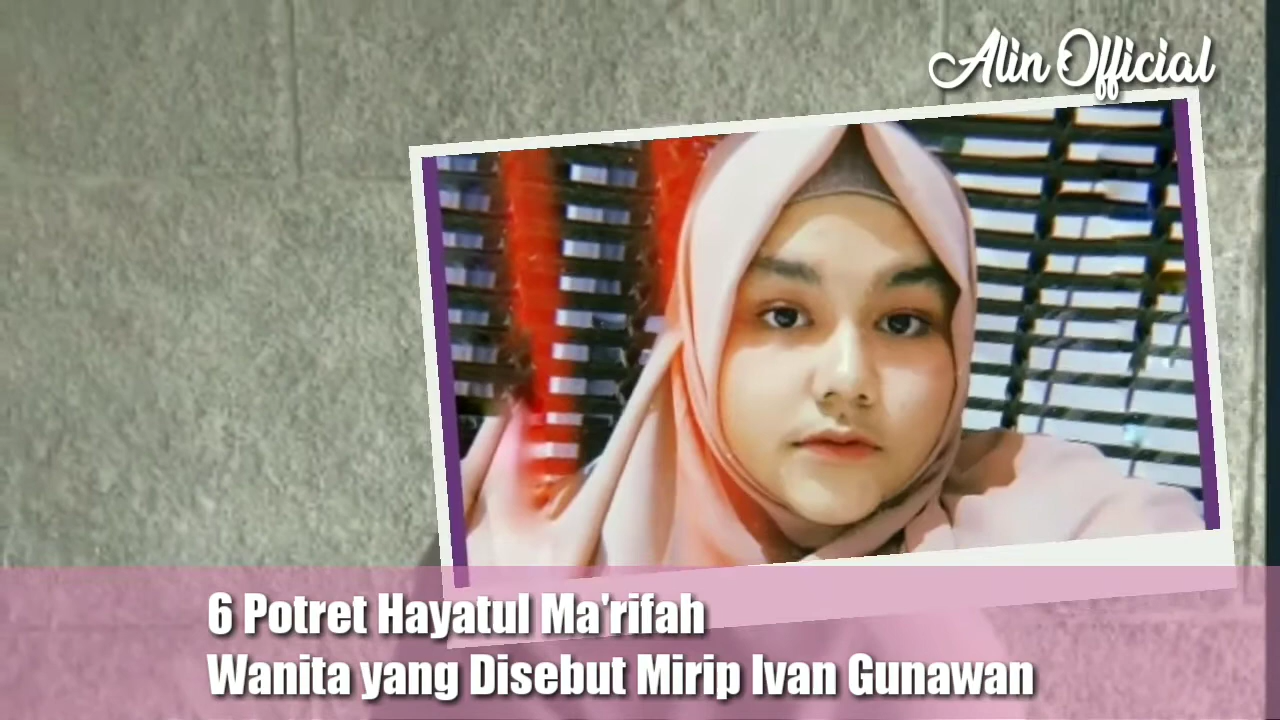 Alin Official
6 Potret Hayatul Ma'rifah
Wanita yang Disebut Mirip Ivan Gunawan